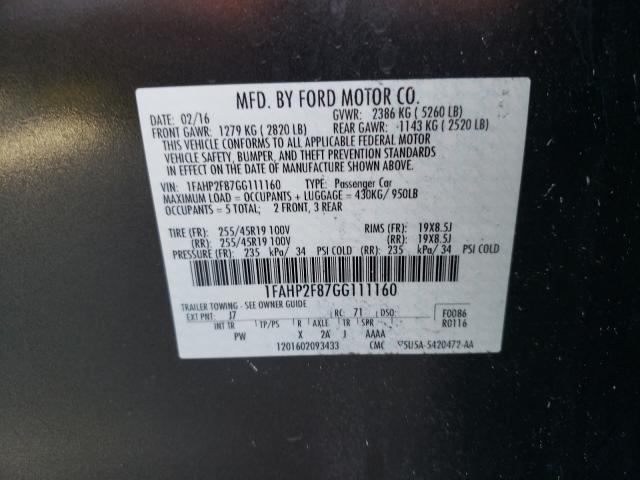 MFD. BY FORD MOTOR CO.
DATE: 02/16 GVWR: 2386 KG ( 5260 LB)
FRONT GAWR: 1279 KG ( 2820 LB) REAR GAWR: 1143 KG ( 2520 LB)
THIS VEHICLE CONFORMS TO ALL APPLICABLE FEDERAL MOTOR
VEHICLE SAFETY, BUMPER, AND THEFT PREVENTION STANDARDS
IN EFFECT ON THE DATE OF MANUFACTURE SHOWN ABOVE.
VIN: 1FAHP2F87GG111160 TYPE: Passenger Car
MAXIMUM LOAD = OCCUPANTS + LUGGAGE = 430KG/ 950LB
OCCUPANTS = 5 TOTAL: 2 FRONT, 3 REAR
TIRE (FR): 255/45R19 100V RIMS (FR): 19X8.5J
(RR): 255/45R19 100V (RR): 19X8.5J
PRESSURE (FR): 235 kPa/ 34 PSI COLD (RR): 235 kPa/ 34 PSI COLD
1FAHP2F87GG111160
TRAILER TOWING - SEE OWNER GUIDE
EXT PNT: J7 RC: 71 DSO: F0086
INT TR TP/PS R AXLE TR SPR R0116
PW X 2A J AAAA
1201602093433 CMC 5U5A-5420472-AA